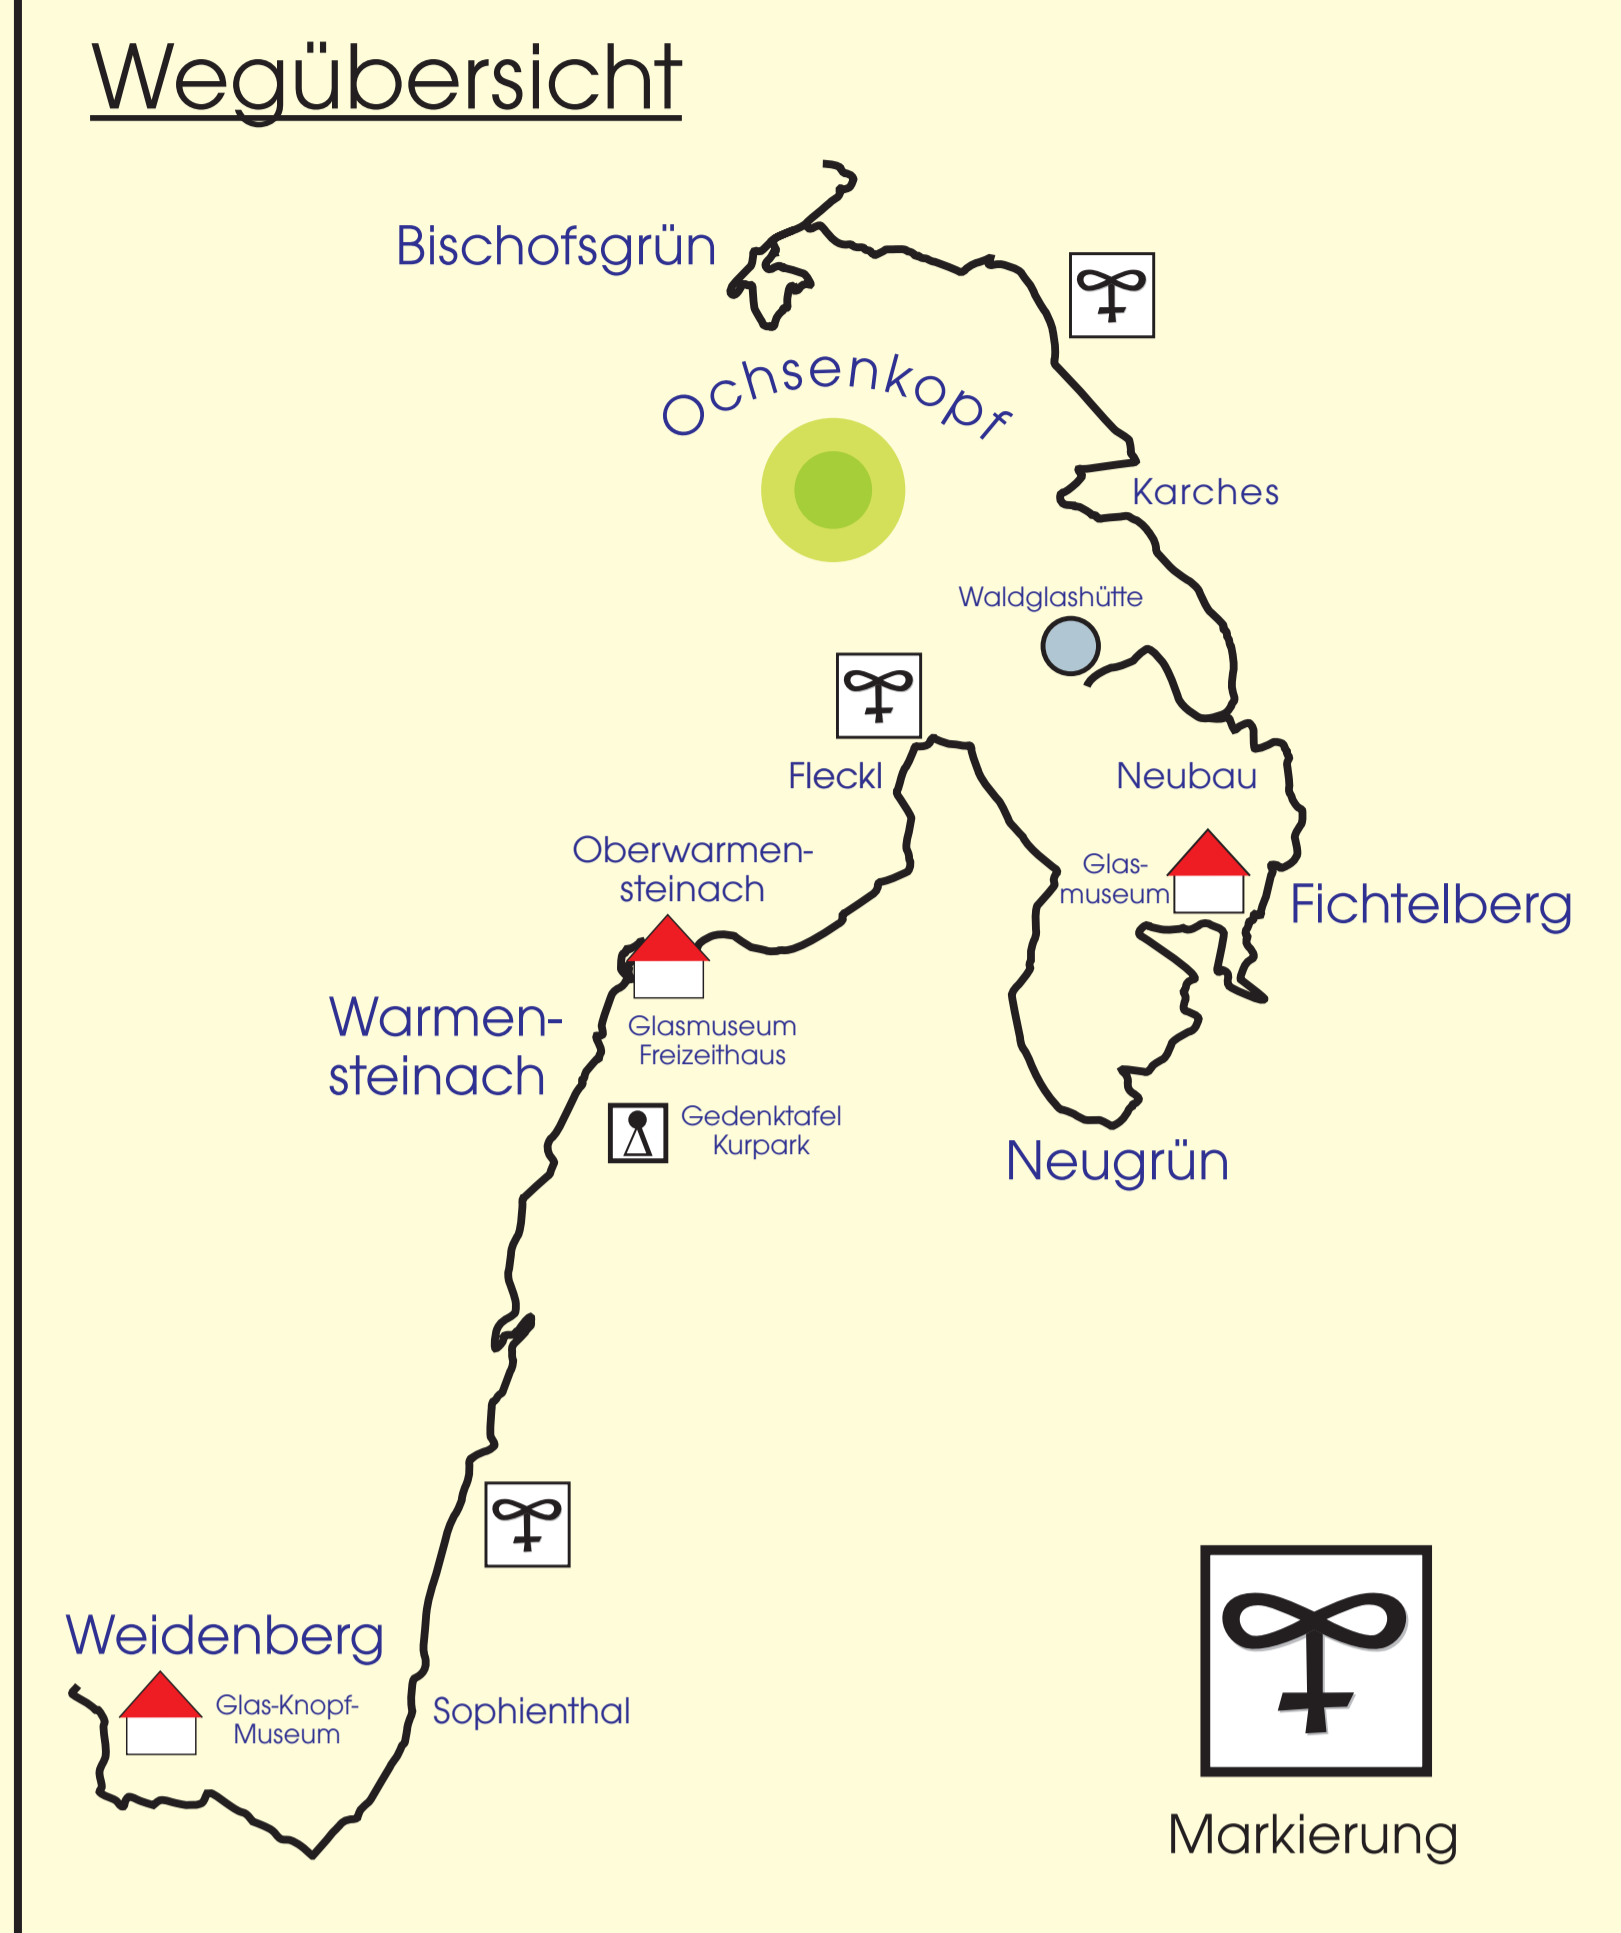 Wegübersicht
Bischofsgrün
Ochsenkopf
Karches
Waldglashütte
Fleckl
Neubau
Oberwarmen-
steinach
Glas-
museum
Fichtelberg
Warmen-
steinach
Glasmuseum
Freizeithaus
Gedenktafel
Kurpark
Neugrün
Weidenberg
Glas-Knopf-
Museum
Sophienthal
Markierung